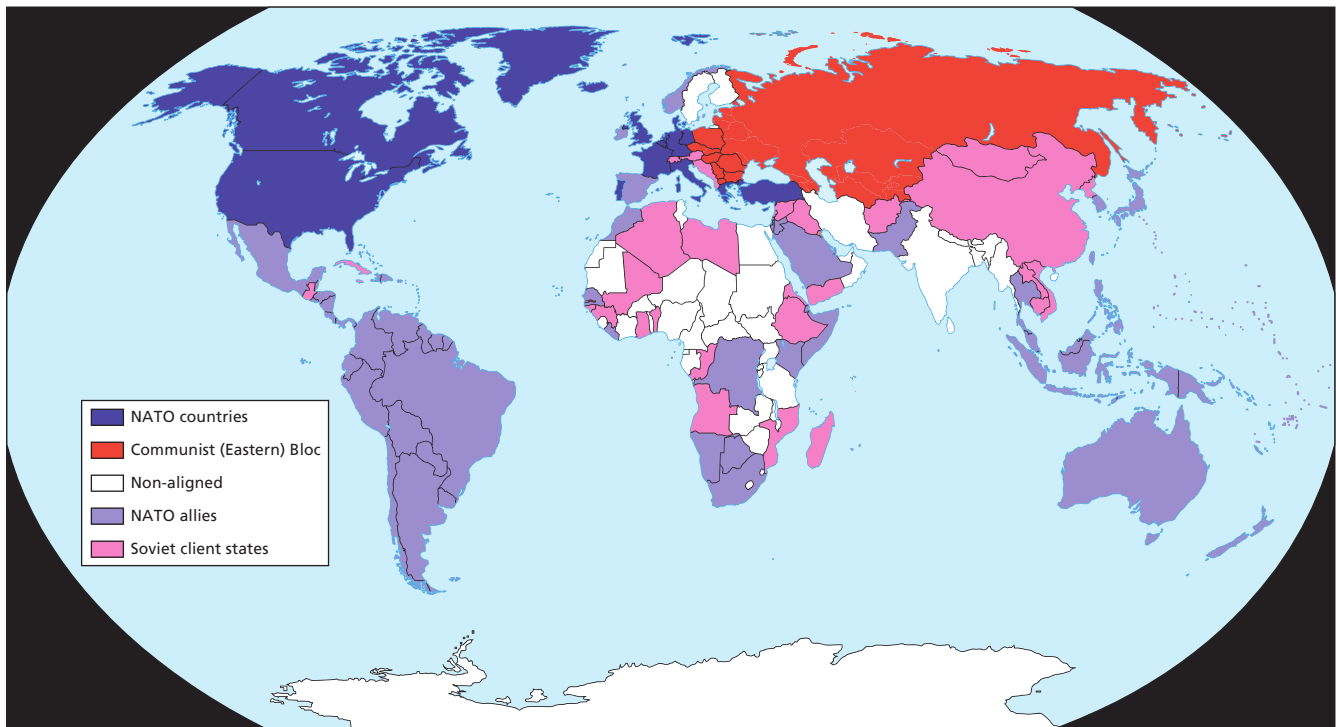 NATO countries
Communist (Eastern) Bloc
Non-aligned
NATO allies
Soviet client states